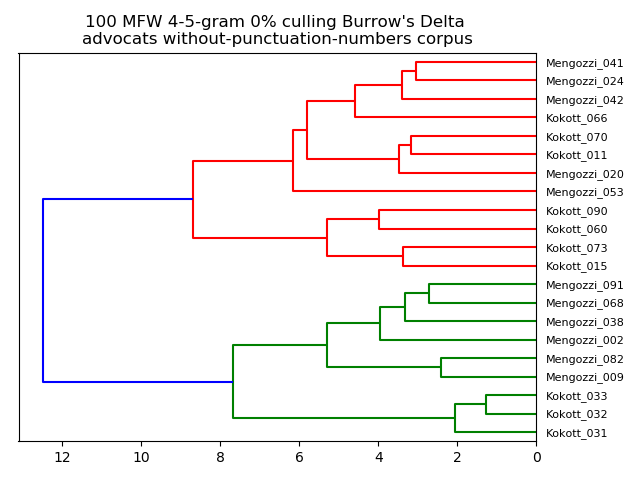 100 MFW 4-5-gram 0% culling Burrow's Delta
advocats without-punctuation-numbers corpus
Mengozzi_041
Mengozzi_024
Mengozzi_042
Kokott_066
Kokott_070
Kokott_011
Mengozzi_020
Mengozzi_053
Kokott_090
Kokott_060
Kokott_073
Kokott_015
Mengozzi_091
Mengozzi_068
Mengozzi_038
Mengozzi_002
Mengozzi_082
Mengozzi_009
Kokott_033
Kokott_032
Kokott_031
12 10 8 6 4 2 0